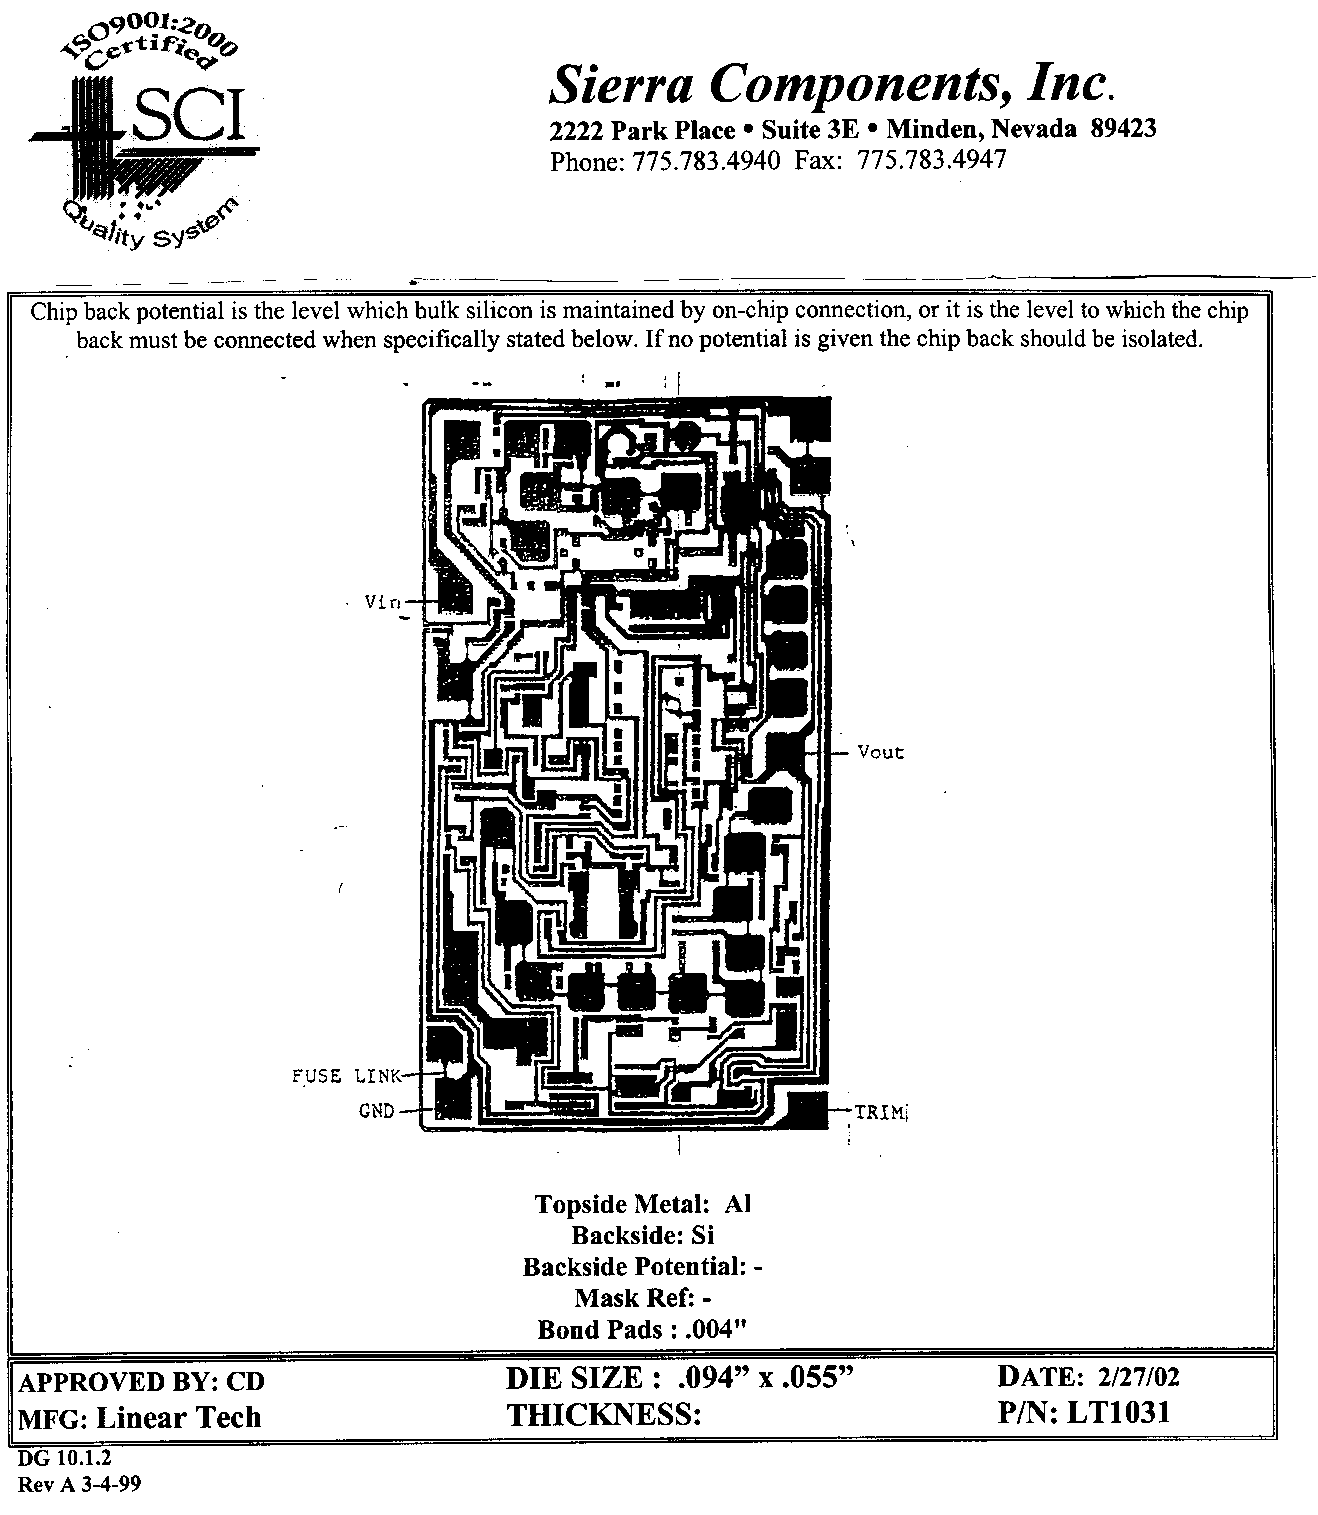 ISO9001:2000
Certified
SCI
Quality System
Sierra Components, Inc.
2222 Park Place • Suite 3E • Minden, Nevada 89423
Phone: 775.783.4940 Fax: 775.783.4947
Chip back potential is the level which bulk silicon is maintained by on-chip connection, or it is the level to which the chip
back must be connected when specifically stated below. If no potential is given the chip back should be isolated.
Vin
Vout
FUSE LINK
GND
TRIM
Topside Metal: Al
Backside: Si
Backside Potential: -
Mask Ref: -
Bond Pads : .004"
APPROVED BY: CD
DIE SIZE : .094” x .055”
DATE: 2/27/02
MFG: Linear Tech
THICKNESS:
P/N: LT1031
DG 10.1.2
Rev A 3-4-99